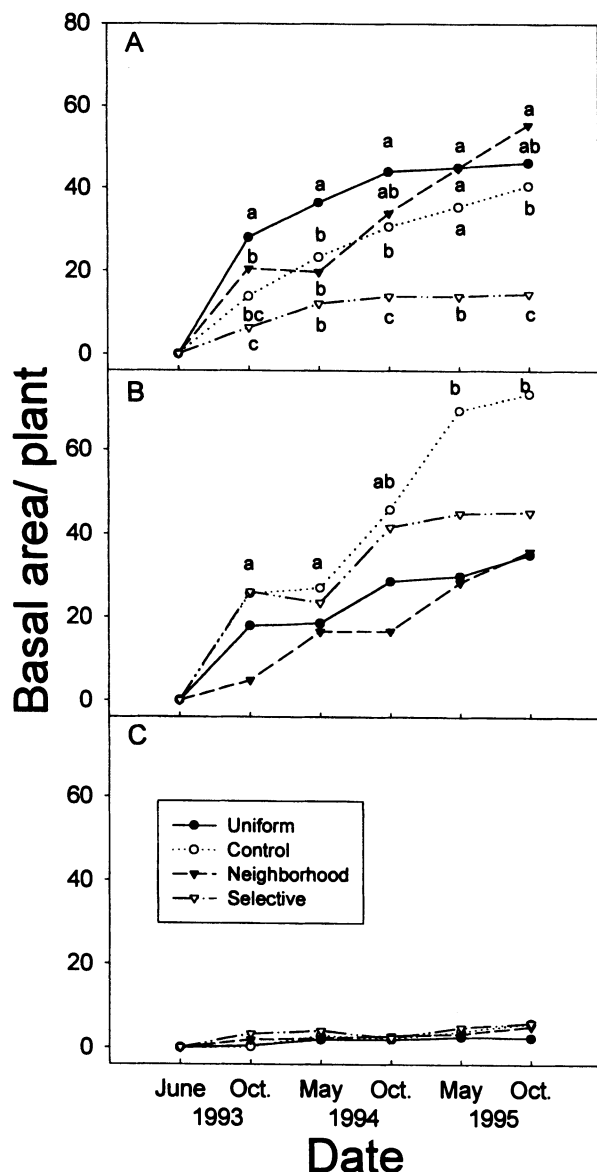 Basal area/ plant
80
A
60
40
20
0
a
a
a
a
a
b
b
ab
a
ab
bc
b
b
a
b
c
b
c
b
c
B
60
40
20
0
a
a
ab
b
b
C
60
40
20
0
Uniform
Control
Neighborhood
Selective
June Oct. May Oct. May Oct.
1993 1994 1995
Date